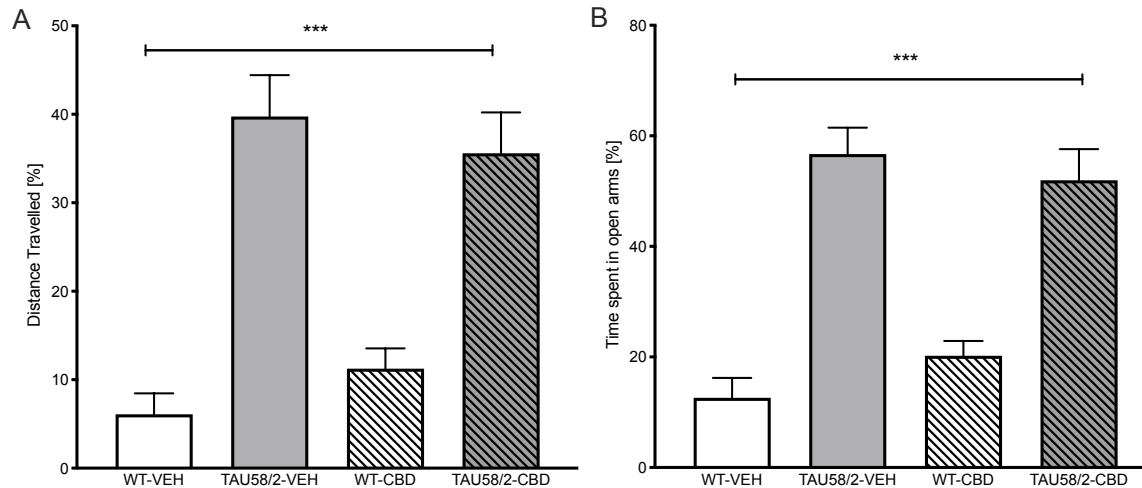 A
***
Distance Travelled [%]
50
40
30
20
10
0
WT-VEH TAU58/2-VEH WT-CBD TAU58/2-CBD
B
***
Time spent in open arms [%]
80
60
40
20
0
WT-VEH TAU58/2-VEH WT-CBD TAU58/2-CBD